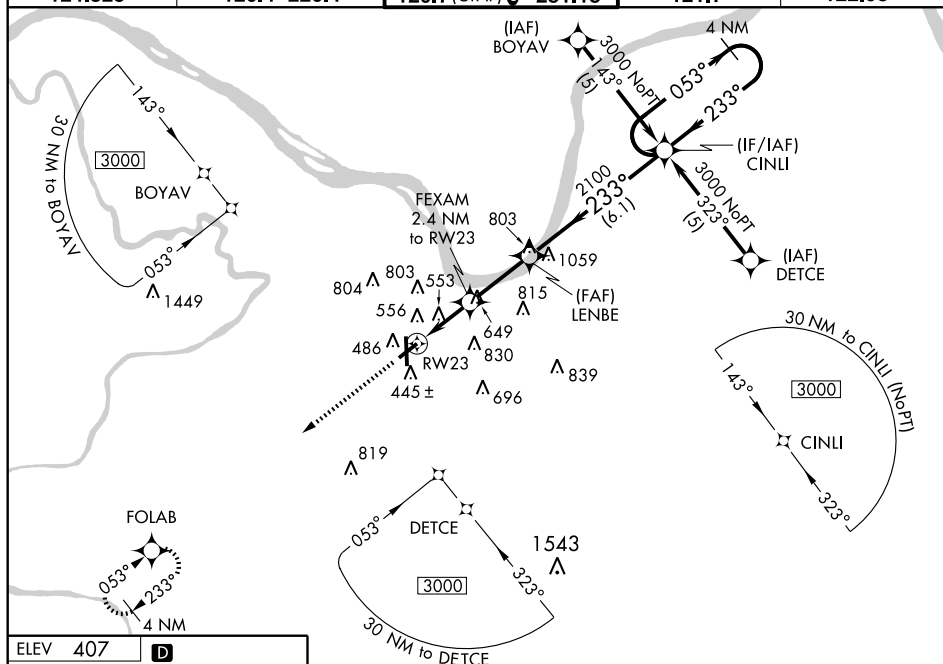 (IAF)
BOYAV
4 NM
3000 NoPT
143°
(5)
053°
233°
(IF/IAF)
CINLI
2100
233°
(6.1)
3000 NoPT
323°
(5)
(IAF)
DETCE
143°
30 NM to BOYAV
3000
BOYAV
053°
1449
FEXAM
2.4 NM
to RW23
803
1059
(FAF)
LENBE
804
803
553
815
556
649
486
RW23
830
445 ±
696
839
30 NM to CINLI (NoPT)
143°
3000
CINLI
323°
819
DETCE
053°
323°
3000
30 NM to DETCE
1543
FOLAB
053°
233°
4 NM
ELEV 407
D